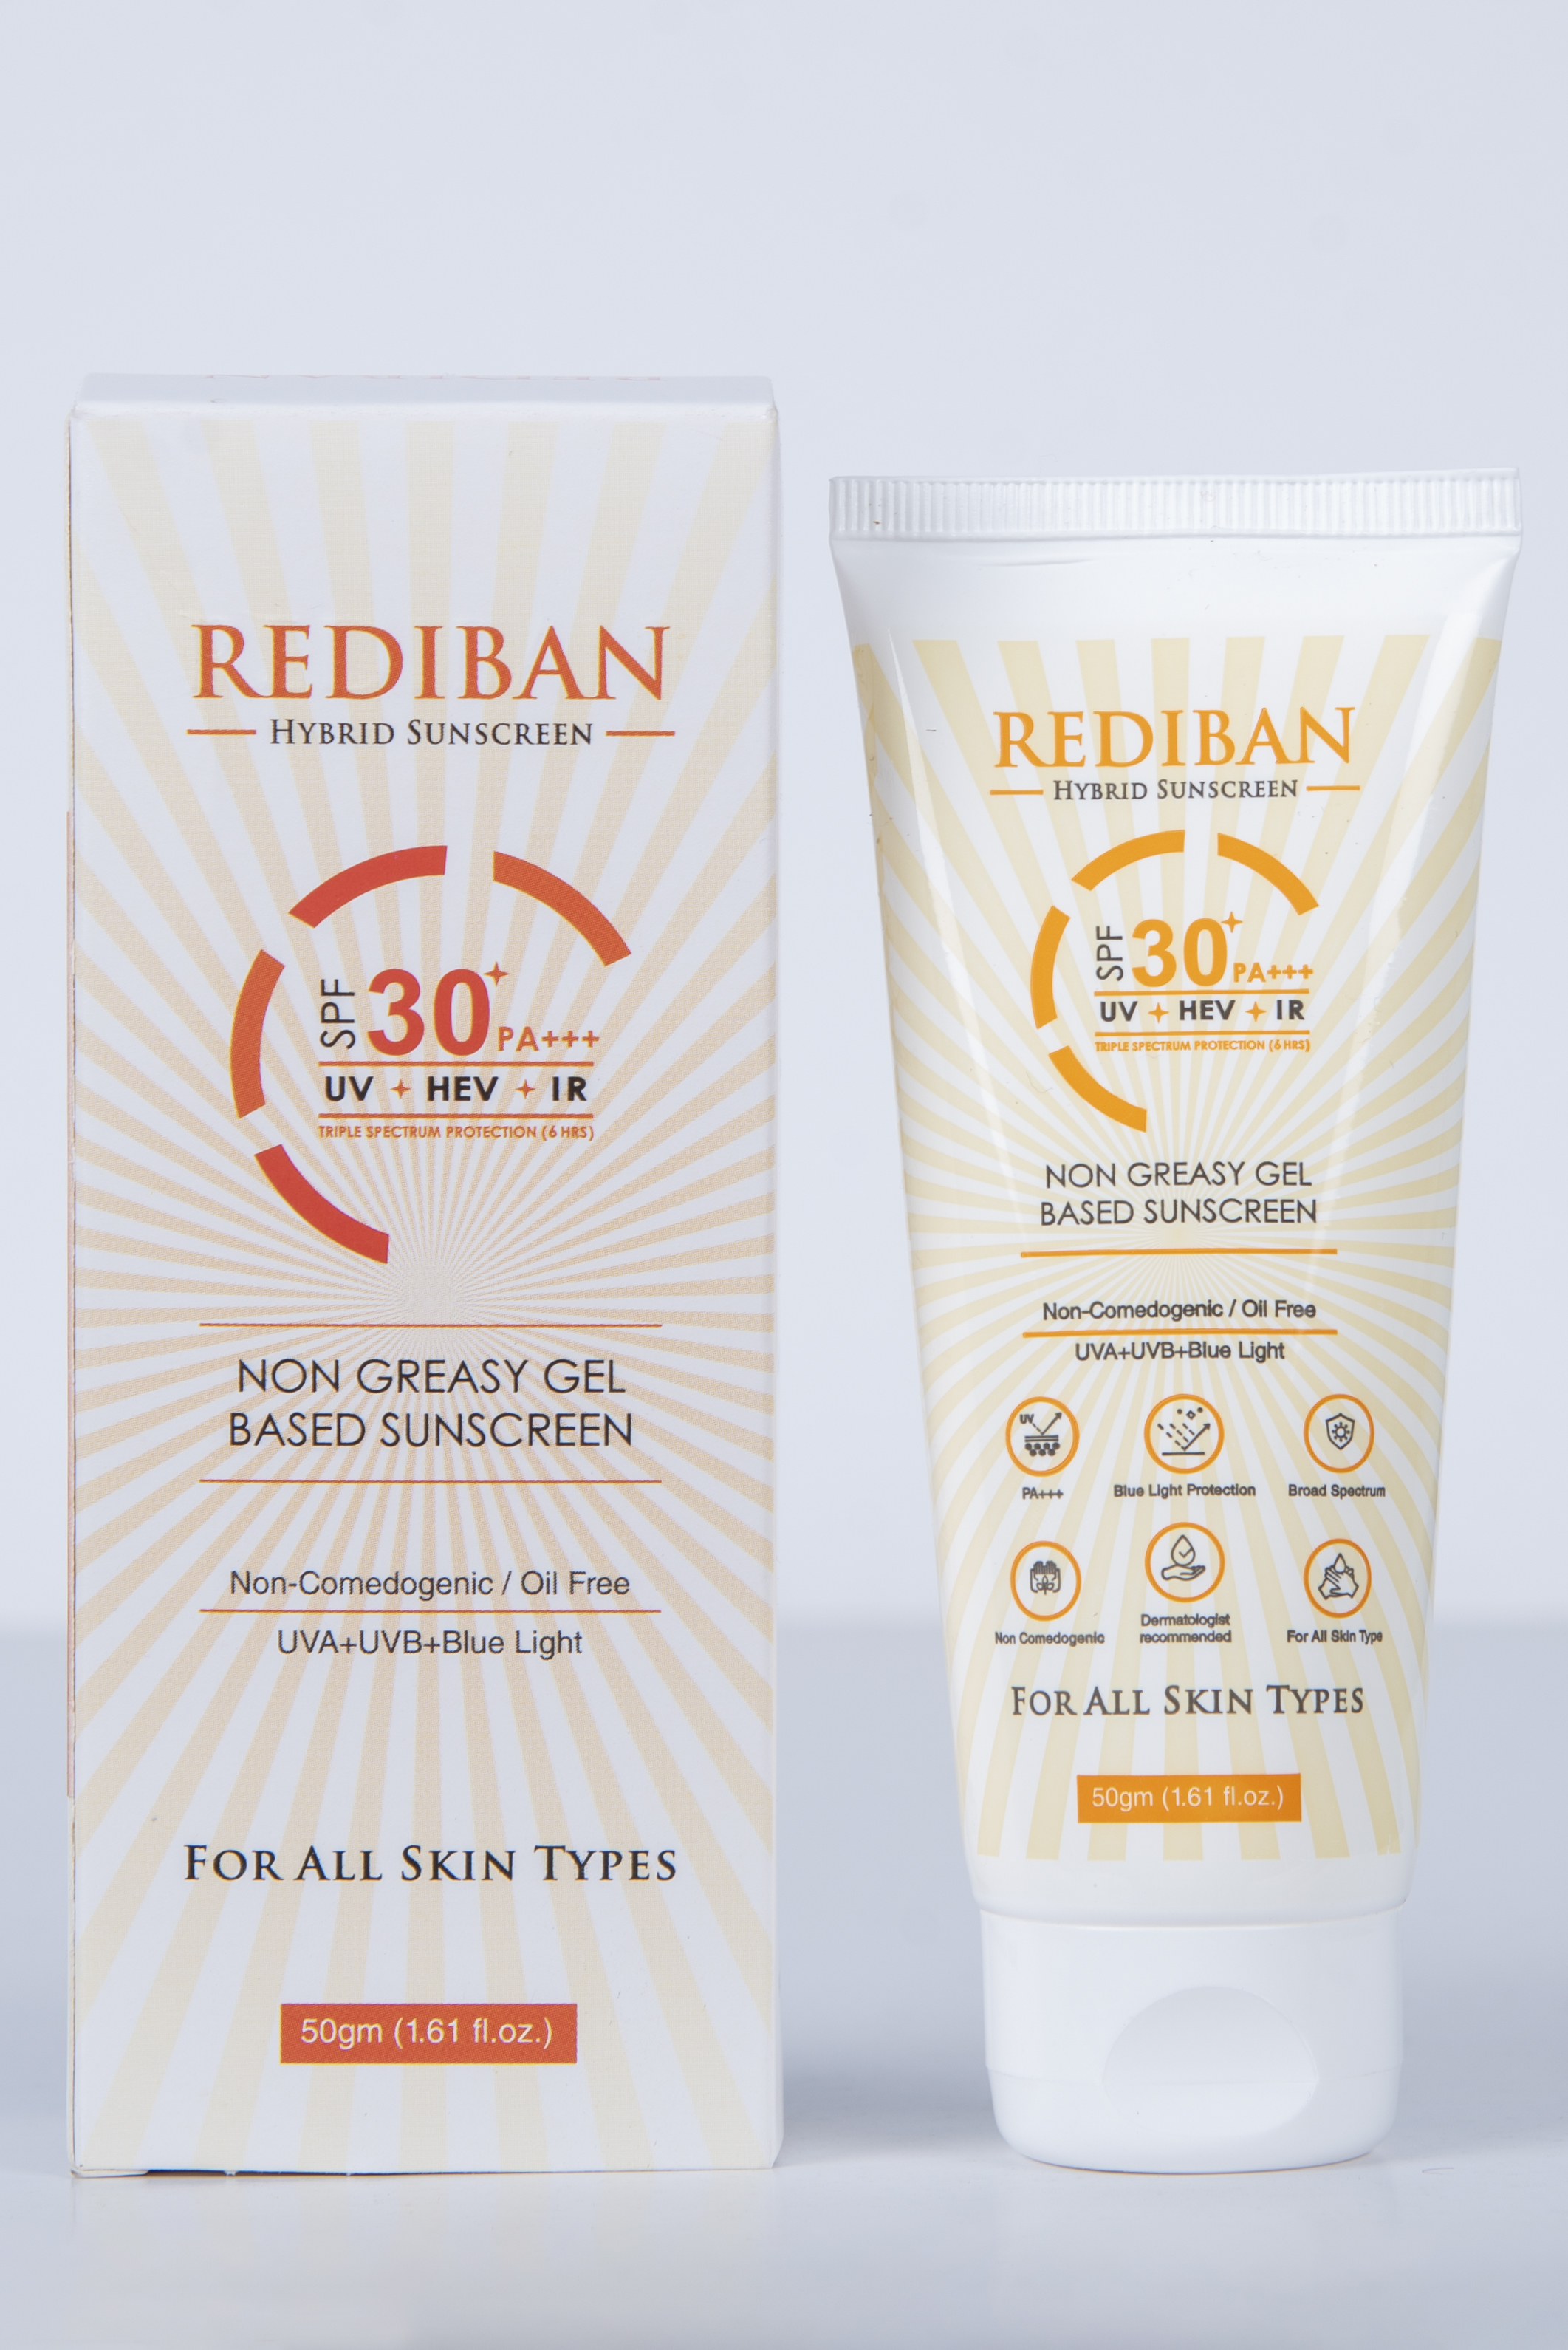 REDIBAN
HYBRID SUNSCREEN
SPF 30+ PA+++
UV + HEV + IR
TRIPLE SPECTRUM PROTECTION (6 HRS)
NON GREASY GEL
BASED SUNSCREEN
Non-Comedogenic / Oil Free
UVA+UVB+Blue Light
FOR ALL SKIN TYPES
50gm (1.61 fl.oz.)
REDIBAN
HYBRID SUNSCREEN
SPF 30+ PA+++
UV + HEV + IR
TRIPLE SPECTRUM PROTECTION (6 HRS)
NON GREASY GEL
BASED SUNSCREEN
Non-Comedogenic / Oil Free
UVA+UVB+Blue Light
UV
PA+++
Blue Light Protection
Broad Spectrum
Non Comedogenic
Dermatologist
recommended
For All Skin Type
FOR ALL SKIN TYPES
50gm (1.61 fl.oz.)